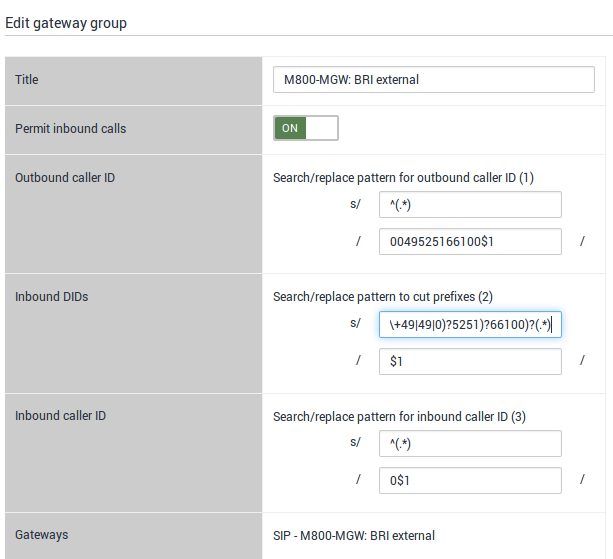 Edit gateway group
Title
M800-MGW: BRI external
Permit inbound calls
ON
Outbound caller ID
Search/replace pattern for outbound caller ID (1)
s/ ^(.*)
/ 0049525166100$1 /
Inbound DIDs
Search/replace pattern to cut prefixes (2)
s/ \+49|49|0)?5251)?66100)?(.*)
/ $1 /
Inbound caller ID
Search/replace pattern for inbound caller ID (3)
s/ ^(.*)
/ 0$1 /
Gateways
SIP - M800-MGW: BRI external